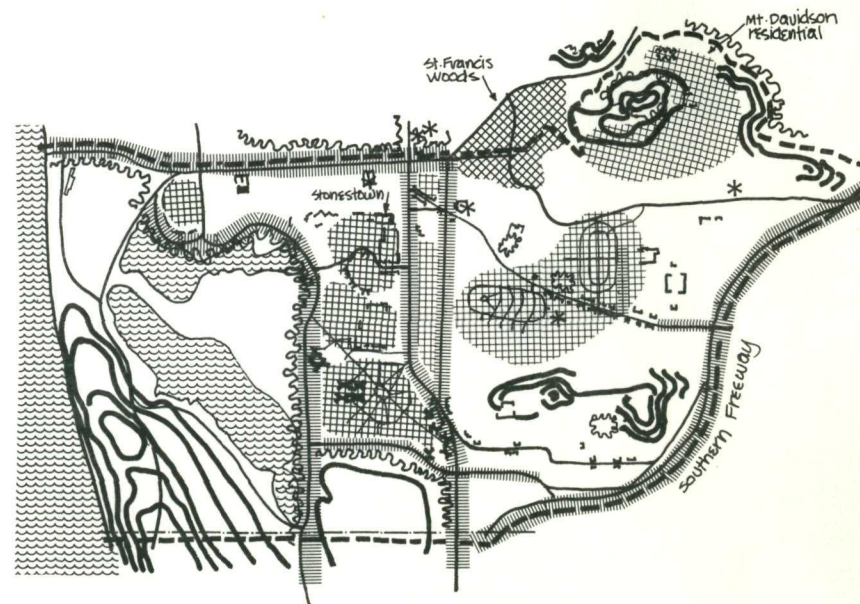 Mt. Davidson
residential
St. Francis
woods
Stonestown
Southern Freeway